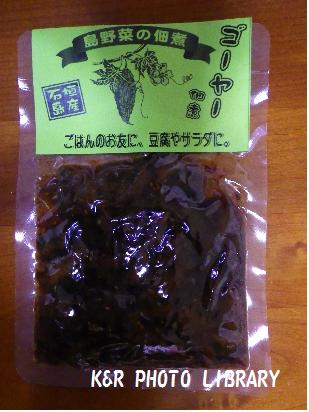 島野菜の佃煮
ゴーヤー
佃煮
石垣
島産
ごはんのお友に、豆腐やサラダに。
K&R PHOTO LIBRARY